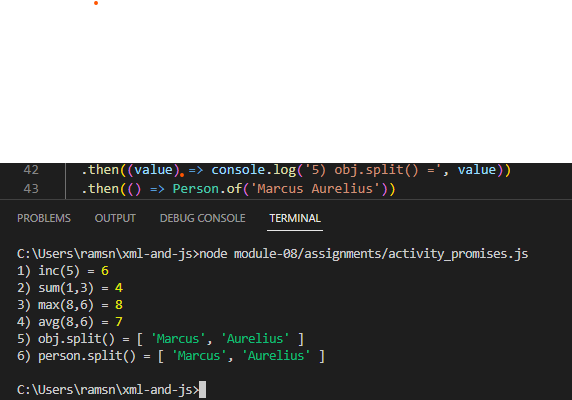 42 .then((value) => console.log('5) obj.split() =', value))
43 .then(() => Person.of('Marcus Aurelius'))
PROBLEMS OUTPUT DEBUG CONSOLE TERMINAL
C:\Users\ramsn\xml-and-js>node module-08/assignments/activity_promises.js
1) inc(5) = 6
2) sum(1,3) = 4
3) max(8,6) = 8
4) avg(8,6) = 7
5) obj.split() = [ 'Marcus', 'Aurelius' ]
6) person.split() = [ 'Marcus', 'Aurelius' ]
C:\Users\ramsn\xml-and-js>